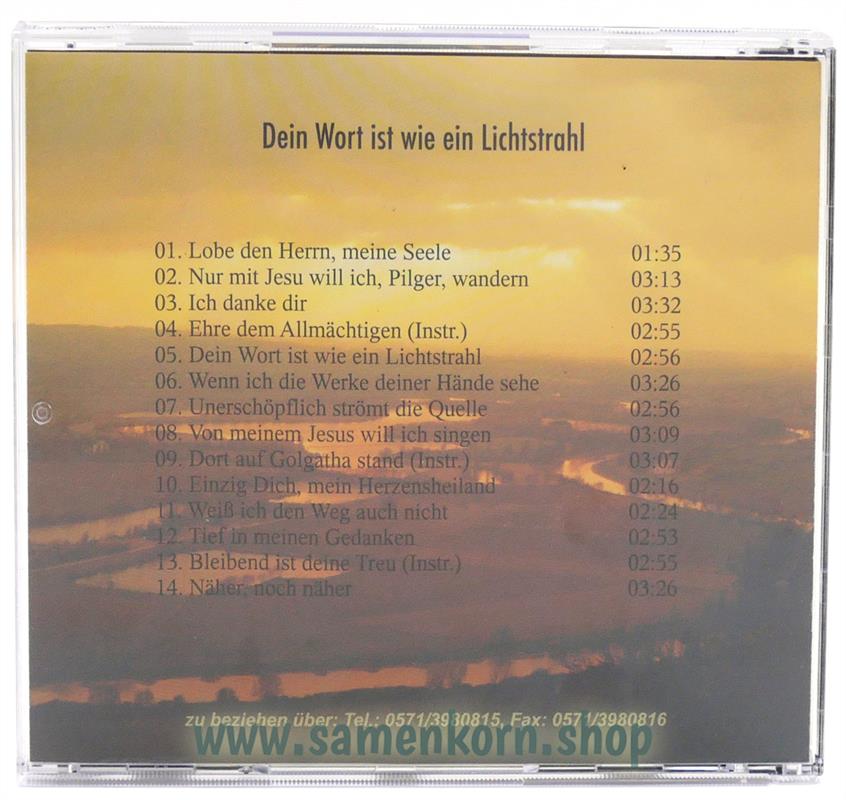 Dein Wort ist wie ein Lichtstrahl
01. Lobe den Herrn, meine Seele 01:35
02. Nur mit Jesu will ich, Pilger, wandern 03:13
03. Ich danke dir 03:32
04. Ehre dem Allmächtigen (Instr.) 02:55
05. Dein Wort ist wie ein Lichtstrahl 02:56
06. Wenn ich die Werke deiner Hände sehe 03:26
07. Unerschöpflich strömt die Quelle 02:56
08. Von meinem Jesus will ich singen 03:09
09. Dort auf Golgatha stand (Instr.) 03:07
10. Einzig Dich, mein Herzensheiland 02:16
11. Weiß ich den Weg auch nicht 02:24
12. Tief in meinen Gedanken 02:53
13. Bleibend ist deine Treu (Instr.) 02:55
14. Näher, noch näher 03:26
zu beziehen über: Tel.: 0571/3980815, Fax: 0571/3980816
www.samenkorn.shop